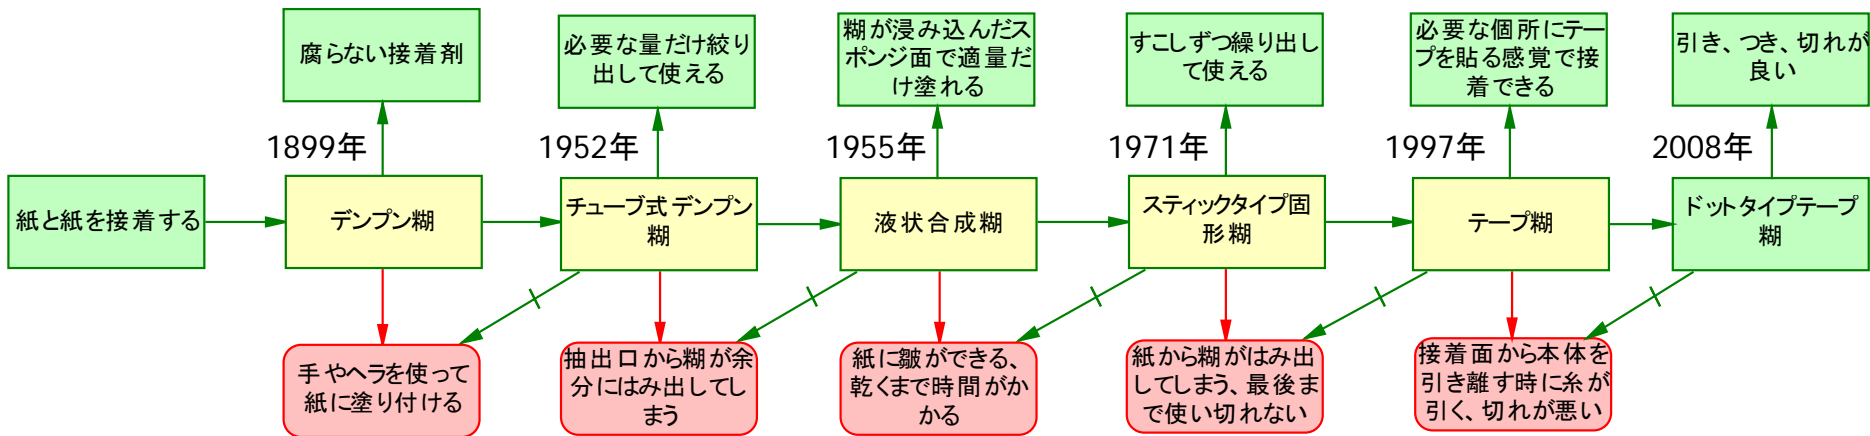 腐らない接着剤
必要な量だけ絞り
出して使える
糊が浸み込んだス
ポンジ面で適量だ
け塗れる
すこしずつ繰り出し
て使える
必要な個所にテー
プを貼る感覚で接
着できる
引き、つき、切れが
良い
1899年
1952年
1955年
1971年
1997年
2008年
紙と紙を接着する
デンプン糊
チューブ式デンプン
糊
液状合成糊
スティックタイプ固
形糊
テープ糊
ドットタイプテープ
糊
手やヘラを使って
紙に塗り付ける
抽出口から糊が余
分にはみ出してし
まう
紙に皺ができる、
乾くまで時間がか
かる
紙から糊がはみ出
してしまう、最後ま
で使い切れない
接着面から本体を
引き離す時に糸が
引く、切れが悪い